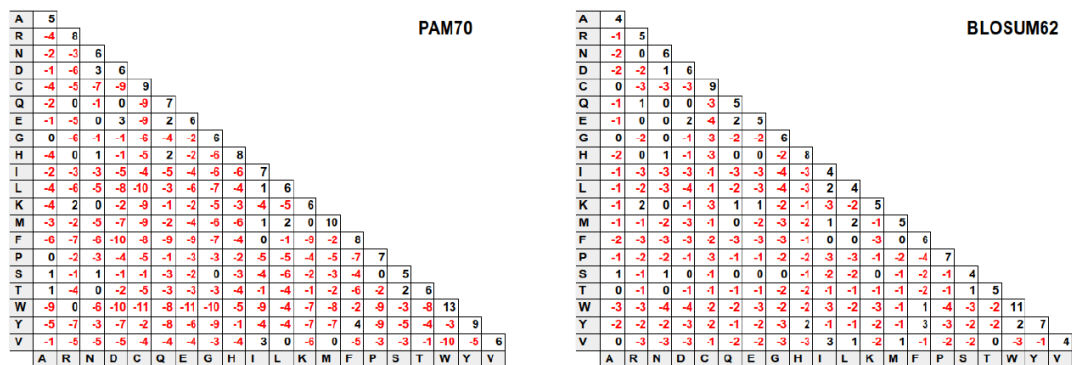 PAM70
A 5
R -4 8
N -2 -3 6
D -1 -6 3 6
C -4 -5 -7 -9 9
Q -2 0 -1 0 -9 7
E -1 -5 0 3 -9 2 6
G 0 -6 -1 -1 -6 -4 -2 6
H -4 0 1 -1 -5 2 -2 -6 8
I -2 -3 -3 -5 -4 -5 -4 -6 -6 7
L -4 -6 -5 -8 -10 -3 -6 -7 -4 1 6
K -4 2 0 -2 -9 -1 -2 -5 -3 -4 -5 6
M -3 -2 -5 -7 -9 -2 -4 -6 -6 1 2 0 10
F -6 -7 -6 -10 -8 -9 -9 -7 -4 0 -1 -9 -2 8
P 0 -2 -3 -4 -5 -1 -3 -3 -2 -5 -5 -4 -5 -7 7
S 1 -1 1 -1 -1 -3 -2 0 -3 -4 -6 -2 -3 -4 0 5
T 1 -4 0 -2 -5 -3 -3 -3 -4 -1 -4 -1 -2 -6 -2 2 6
W -9 0 -6 -10 -11 -8 -11 -10 -5 -9 -4 -7 -8 -2 -9 -3 -8 13
Y -5 -7 -3 -7 -2 -8 -6 -9 -1 -4 -4 -7 -7 4 -9 -5 -4 -3 9
V -1 -5 -5 -5 -4 -4 -4 -3 -4 3 0 -6 0 -5 -3 -3 -1 -10 -5 6
A R N D C Q E G H I L K M F P S T W Y V
BLOSUM62
A 4
R -1 5
N -2 0 6
D -2 -2 1 6
C 0 -3 -3 -3 9
Q -1 1 0 0 -3 5
E -1 0 0 2 -4 2 5
G 0 -2 0 -1 -3 -2 -2 6
H -2 0 1 -1 -3 0 0 -2 8
I -1 -3 -3 -3 -1 -3 -3 -4 -3 4
L -1 -2 -3 -4 -1 -2 -3 -4 -3 2 4
K -1 2 0 -1 -3 1 1 -2 -1 -3 -2 5
M -1 -1 -2 -3 -1 0 -2 -3 -2 1 2 -1 5
F -2 -3 -3 -3 -2 -3 -3 -3 -1 0 0 -3 0 6
P -1 -2 -2 -1 -3 -1 -1 -2 -2 -3 -3 -1 -2 -4 7
S 1 -1 1 0 -1 0 0 0 -1 -2 -2 0 -1 -2 -1 4
T 0 -1 0 -1 -1 -1 -1 -2 -2 -1 -1 -1 -1 -2 -1 1 5
W -3 -3 -4 -4 -2 -2 -3 -2 -2 -3 -2 -3 -1 1 -4 -3 -2 11
Y -2 -2 -2 -3 -2 -1 -2 -3 2 -1 -1 -2 -1 3 -3 -2 -2 2 7
V 0 -3 -3 -3 -1 -2 -2 -3 -3 3 1 -2 1 -1 -2 -2 0 -3 -1 4
A R N D C Q E G H I L K M F P S T W Y V